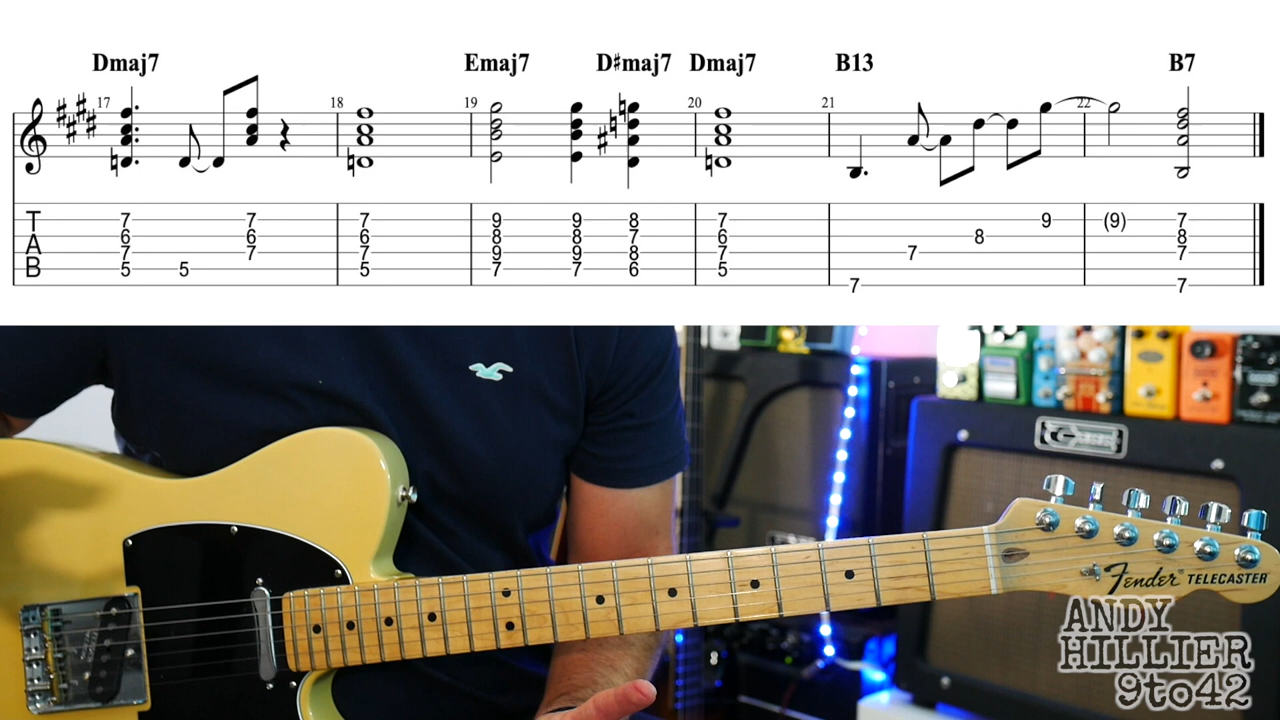 Dmaj7 Emaj7 D♯maj7 Dmaj7 B13 B7
17 18 19 20 21 22
T 7 7 7 9 9 8 7 9 (9) 7
6 6 6 8 8 7 6 8 8
A 7 7 7 9 9 8 7 7 7
B 5 5 5 7 7 6 5
7 7
Fender TELECASTER
ANDY
HILLIER
9to42